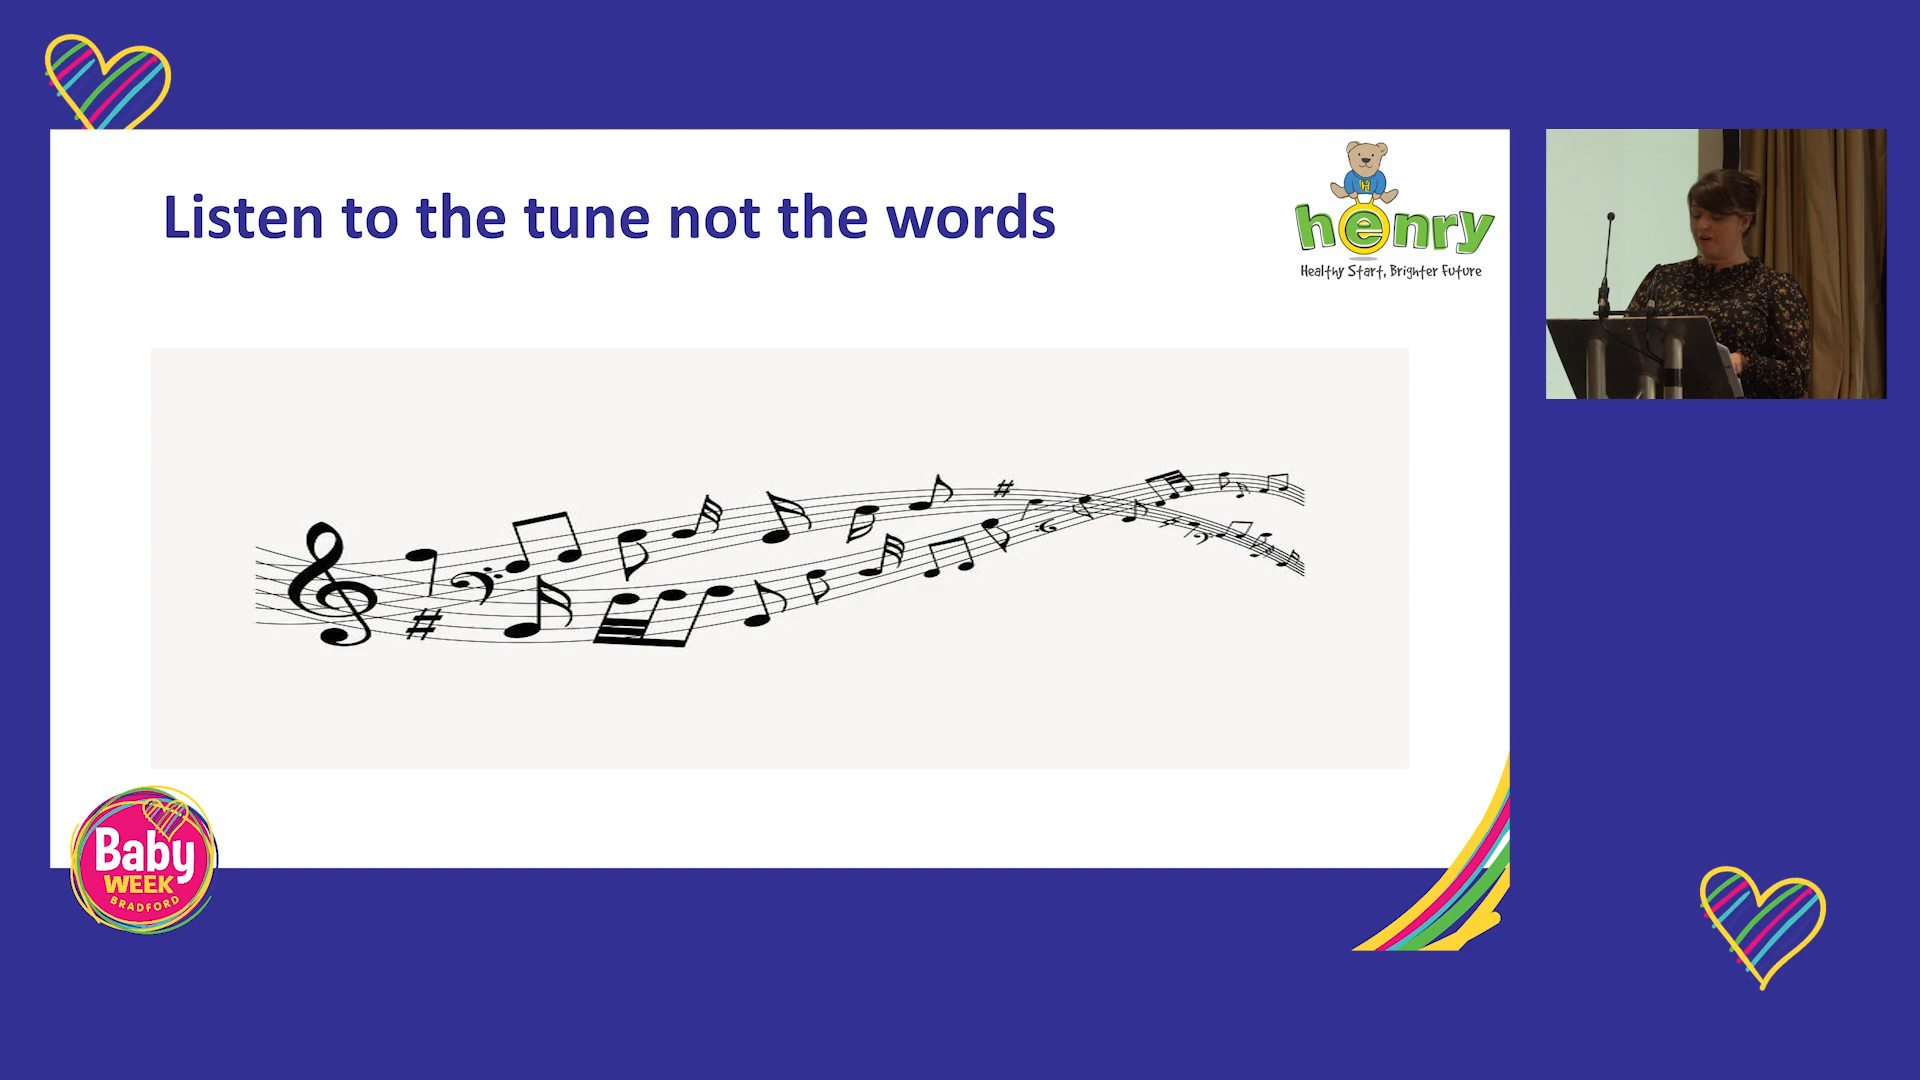 Listen to the tune not the words
H
henry
Healthy Start, Brighter Future
Baby
WEEK
BRADFORD